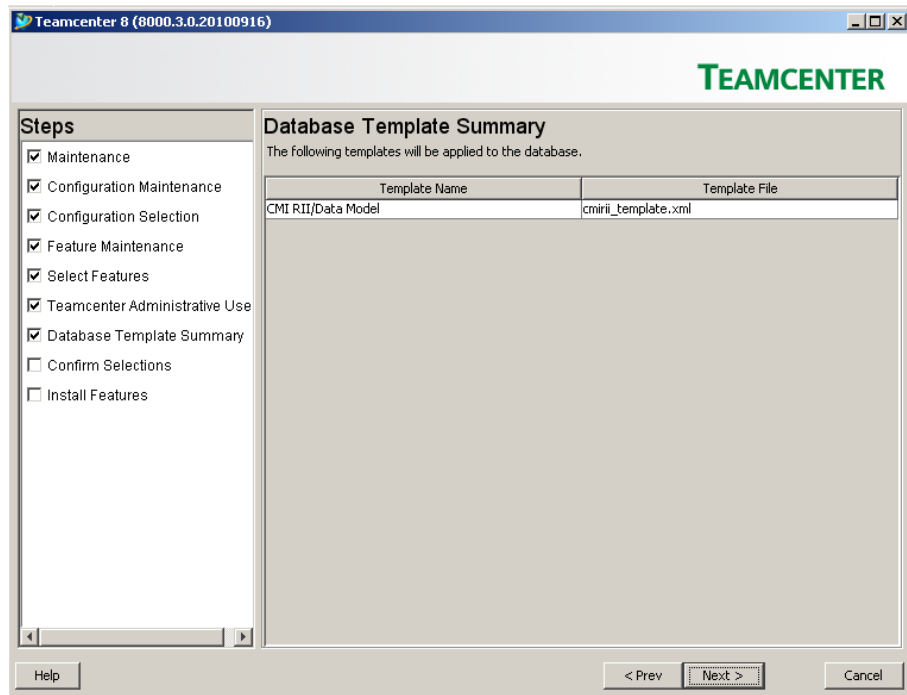 Teamcenter 8 (8000.3.0.20100916)
TEAMCENTER
Steps
Maintenance
Configuration Maintenance
Configuration Selection
Feature Maintenance
Select Features
Teamcenter Administrative Use
Database Template Summary
Confirm Selections
Install Features
Database Template Summary
The following templates will be applied to the database.
Template Name Template File
CMI RII/Data Model cmirii_template.xml
Help < Prev Next > Cancel